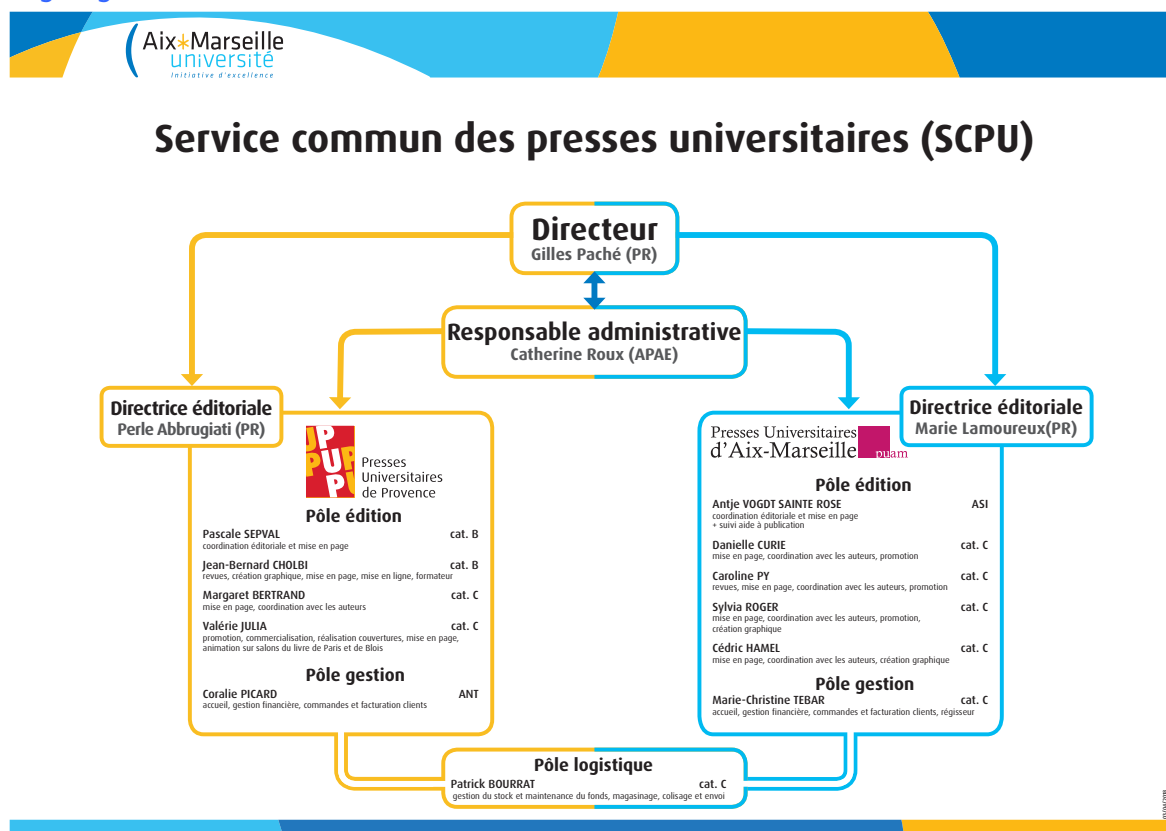 Aix*Marseille
université
Initiative d'excellence
Service commun des presses universitaires (SCPU)
Directeur
Gilles Paché (PR)
Responsable administrative
Catherine Roux (APAE)
Directrice éditoriale
Perle Abbrugiati (PR)
Directrice éditoriale
Marie Lamoureux(PR)
UP
PUP
PU
Presses
Universitaires
de Provence
Pôle édition
Pascale SEPVAL cat. B
coordination éditoriale et mise en page
Jean-Bernard CHOLBI cat. B
revues, création graphique, mise en page, mise en ligne, formateur
Margaret BERTRAND cat. C
mise en page, coordination avec les auteurs
Valérie JULIA cat. C
promotion, commercialisation, réalisation couvertures, mise en page,
animation sur salons du livre de Paris et de Blois
Pôle gestion
Coralie PICARD ANT
accueil, gestion financière, commandes et facturation clients
Presses Universitaires
d'Aix-Marseille puam
Pôle édition
Antje VOGDT SAINTE ROSE ASI
coordination éditoriale et mise en page
+ suivi aide à publication
Danielle CURIE cat. C
mise en page, coordination avec les auteurs, promotion
Caroline PY cat. C
revues, mise en page, coordination avec les auteurs, promotion
Sylvia ROGER cat. C
mise en page, coordination avec les auteurs, promotion,
création graphique
Cédric HAMEL cat. C
mise en page, coordination avec les auteurs, création graphique
Pôle gestion
Marie-Christine TEBAR cat. C
accueil, gestion financière, commandes et facturation clients, régisseur
Pôle logistique
Patrick BOURRAT cat. C
gestion du stock et maintenance du fonds, magasinage, colisage et envoi